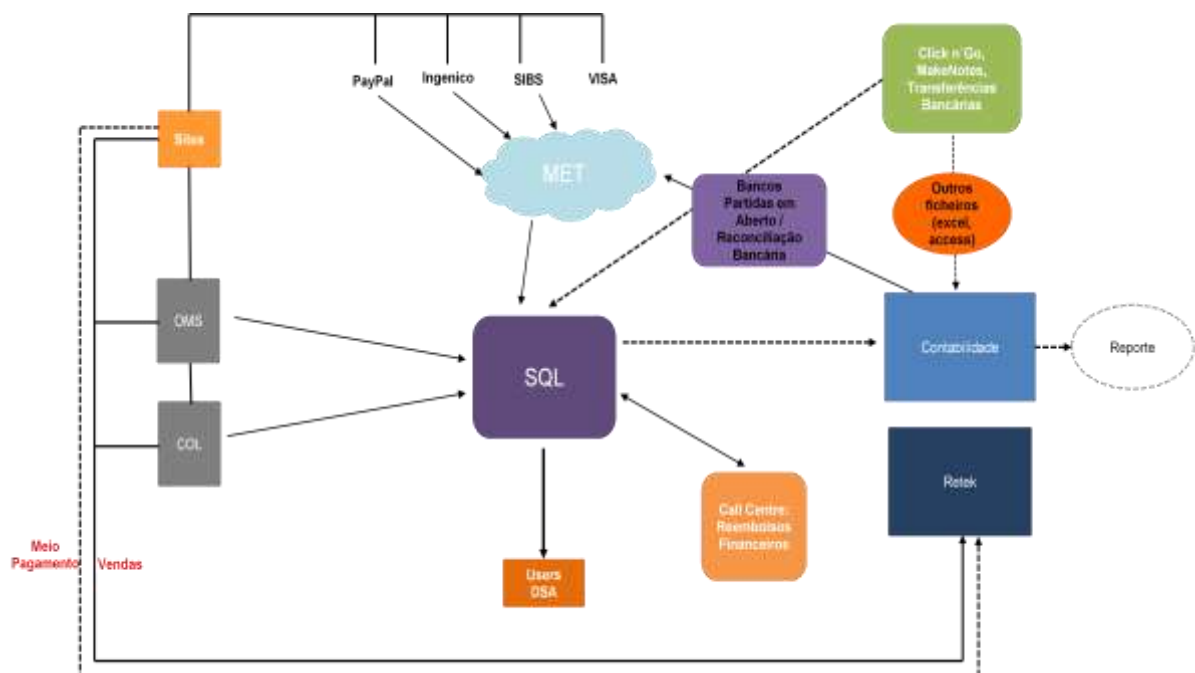 PayPal
Ingenico
SIBS
VISA
Click n´Go,
MakeNotes,
Transferências
Bancárias
Sites
MET
Bancos
Partidas em
Aberto /
Reconciliação
Bancária
Outros
ficheiros
(excel,
access)
OMS
SQL
Contabilidade
Reporte
COL
Retek
Call Centre:
Reembolsos
Financeiros
Meio
Pagamento
Vendas
Users
DSA